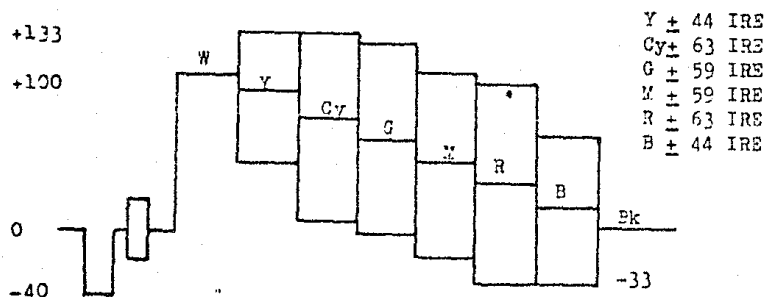 +133
+100
0
-40
W
Y
Cy
G
M
R
B
Bk
-33
Y ± 44 IRE
Cy± 63 IRE
G ± 59 IRE
M ± 59 IRE
R ± 63 IRE
B ± 44 IRE